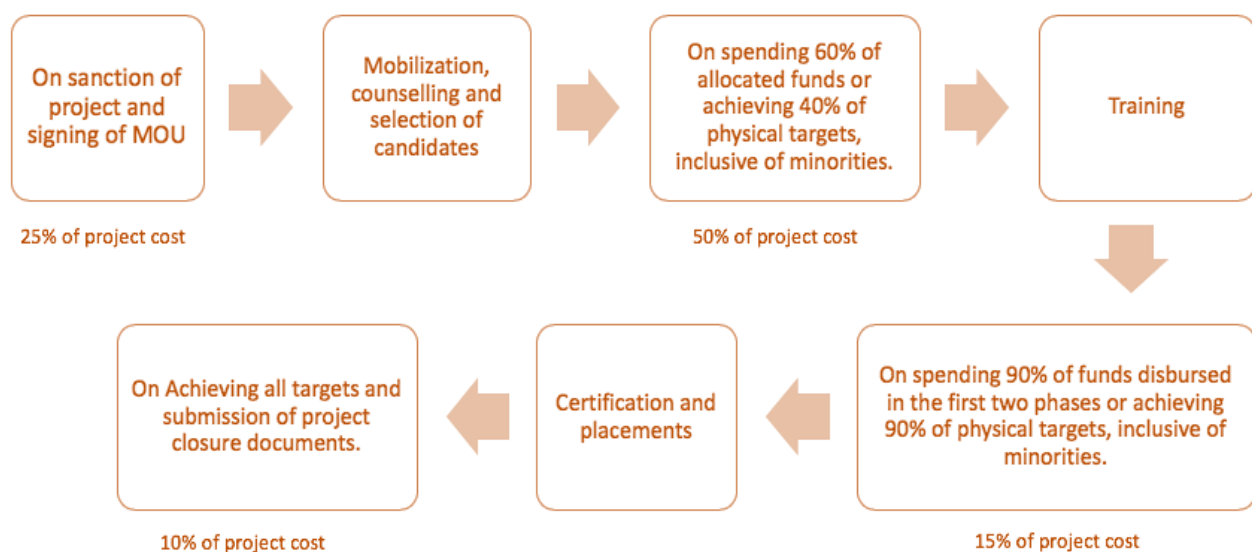 On sanction of
project and
signing of MOU
25% of project cost
Mobilization,
counselling and
selection of
candidates
On spending 60% of
allocated funds or
achieving 40% of
physical targets,
inclusive of minorities.
50% of project cost
Training
On spending 90% of funds disbursed
in the first two phases or achieving
90% of physical targets, inclusive of
minorities.
15% of project cost
Certification and
placements
On Achieving all targets and
submission of project
closure documents.
10% of project cost